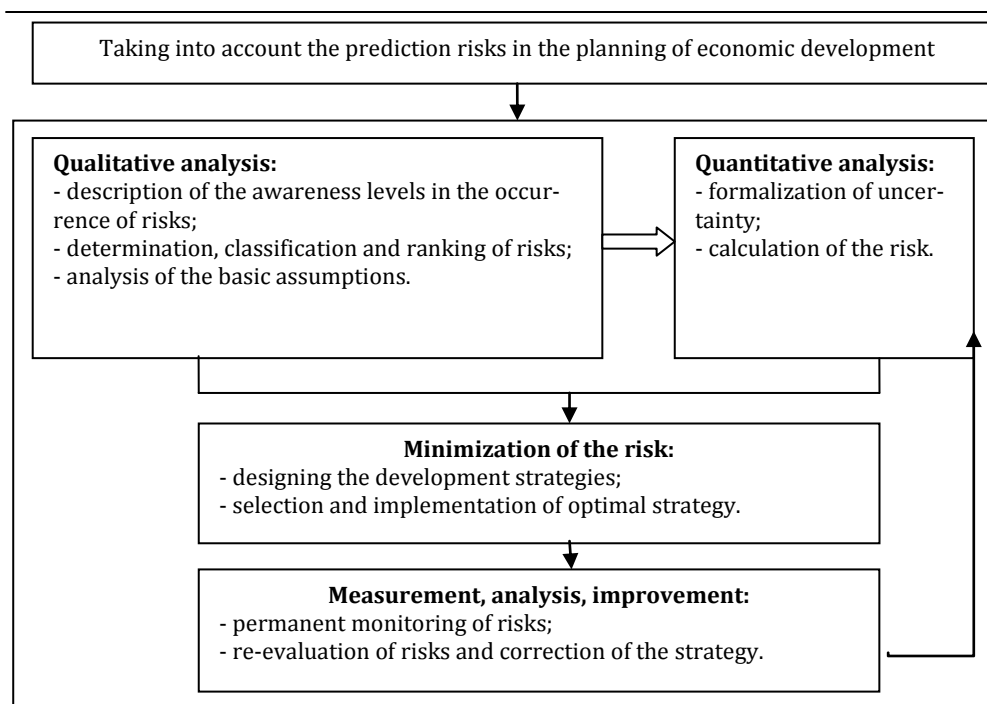 Taking into account the prediction risks in the planning of economic development
Qualitative analysis:
- description of the awareness levels in the occur-
rence of risks;
- determination, classification and ranking of risks;
- analysis of the basic assumptions.
Quantitative analysis:
- formalization of uncer-
tainty;
- calculation of the risk.
Minimization of the risk:
- designing the development strategies;
- selection and implementation of optimal strategy.
Measurement, analysis, improvement:
- permanent monitoring of risks;
- re-evaluation of risks and correction of the strategy.